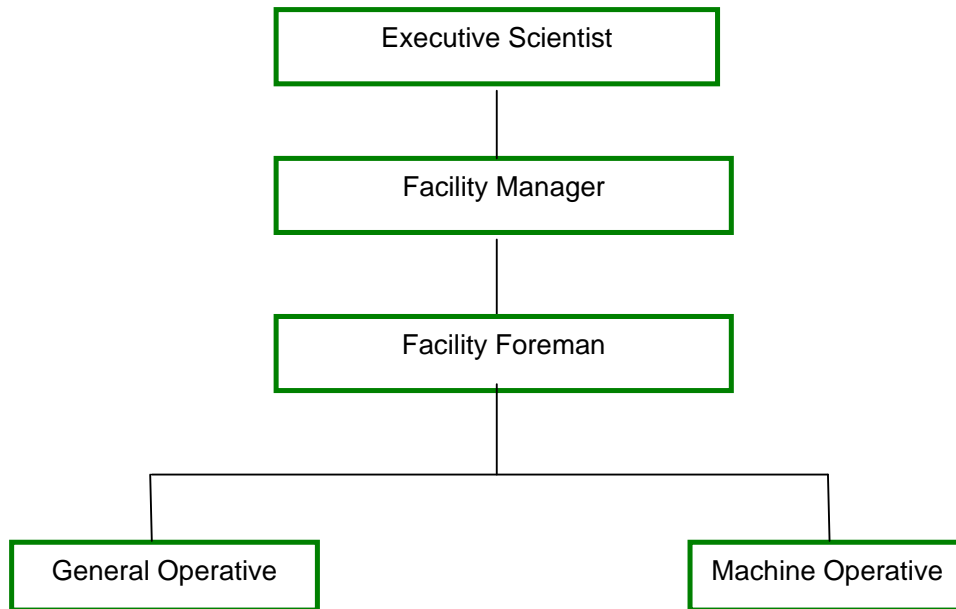 Executive Scientist
Facility Manager
Facility Foreman
General Operative
Machine Operative